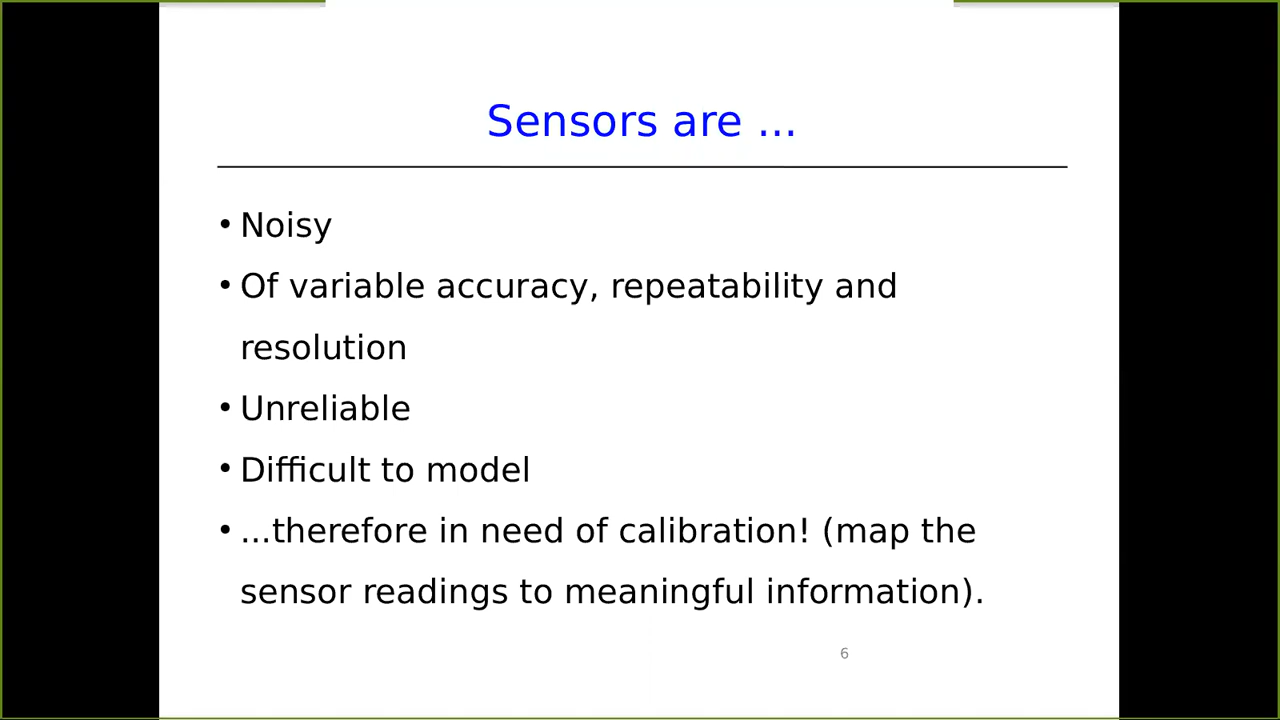 Sensors are ...
• Noisy
• Of variable accuracy, repeatability and
resolution
• Unreliable
• Difficult to model
• ...therefore in need of calibration! (map the
sensor readings to meaningful information).
6